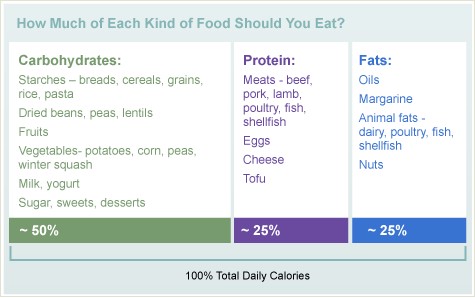 How Much of Each Kind of Food Should You Eat?
Carbohydrates:
Starches – breads, cereals, grains,
rice, pasta
Dried beans, peas, lentils
Fruits
Vegetables- potatoes, corn, peas,
winter squash
Milk, yogurt
Sugar, sweets, desserts
~ 50%
Protein:
Meats - beef,
pork, lamb,
poultry, fish,
shellfish
Eggs
Cheese
Tofu
~ 25%
Fats:
Oils
Margarine
Animal fats -
dairy, poultry, fish,
shellfish
Nuts
~ 25%
100% Total Daily Calories